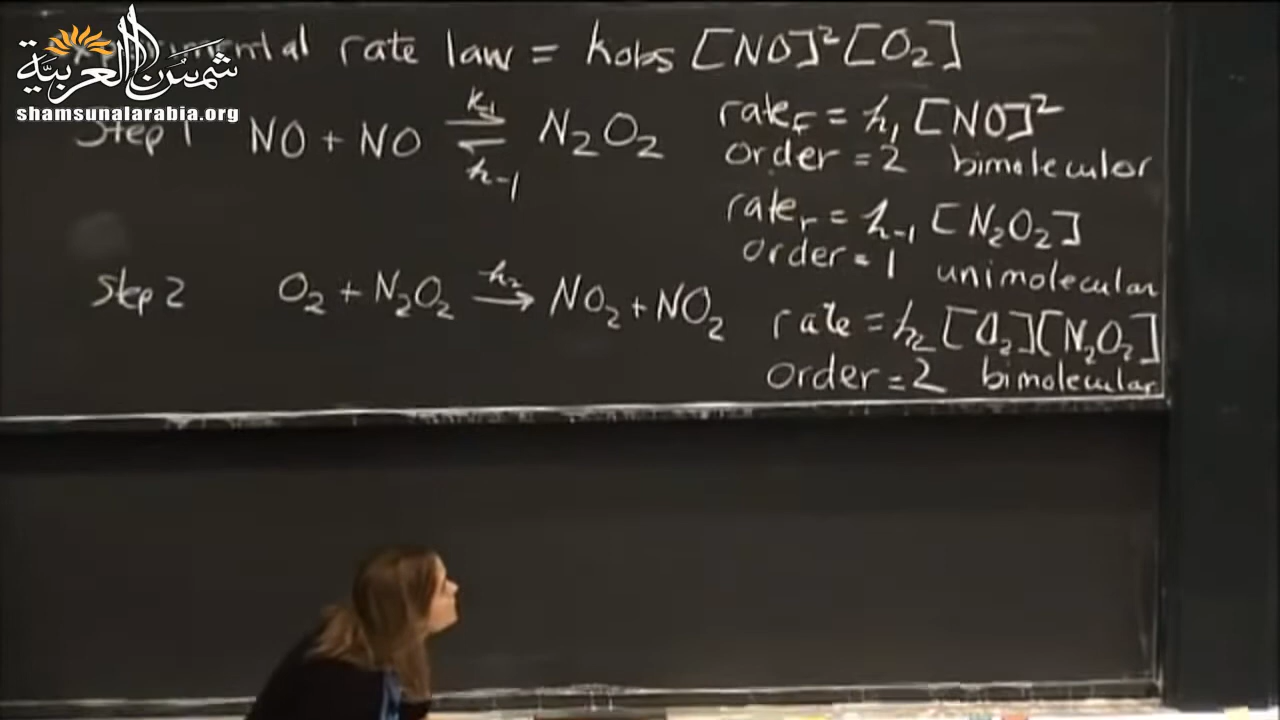 شمس العربية
shamsunalarabia.org
rate law = kobs [NO]²[O₂]
Step 1 NO + NO ⇌ N₂O₂
k₁
k₋₁
rate_f = k₁ [NO]²
order = 2 bimolecular
rate_r = k₋₁ [N₂O₂]
order = 1 unimolecular
Step 2 O₂ + N₂O₂ →k₂ NO₂ + NO₂
rate = k₂ [O₂][N₂O₂]
order = 2 bimolecular